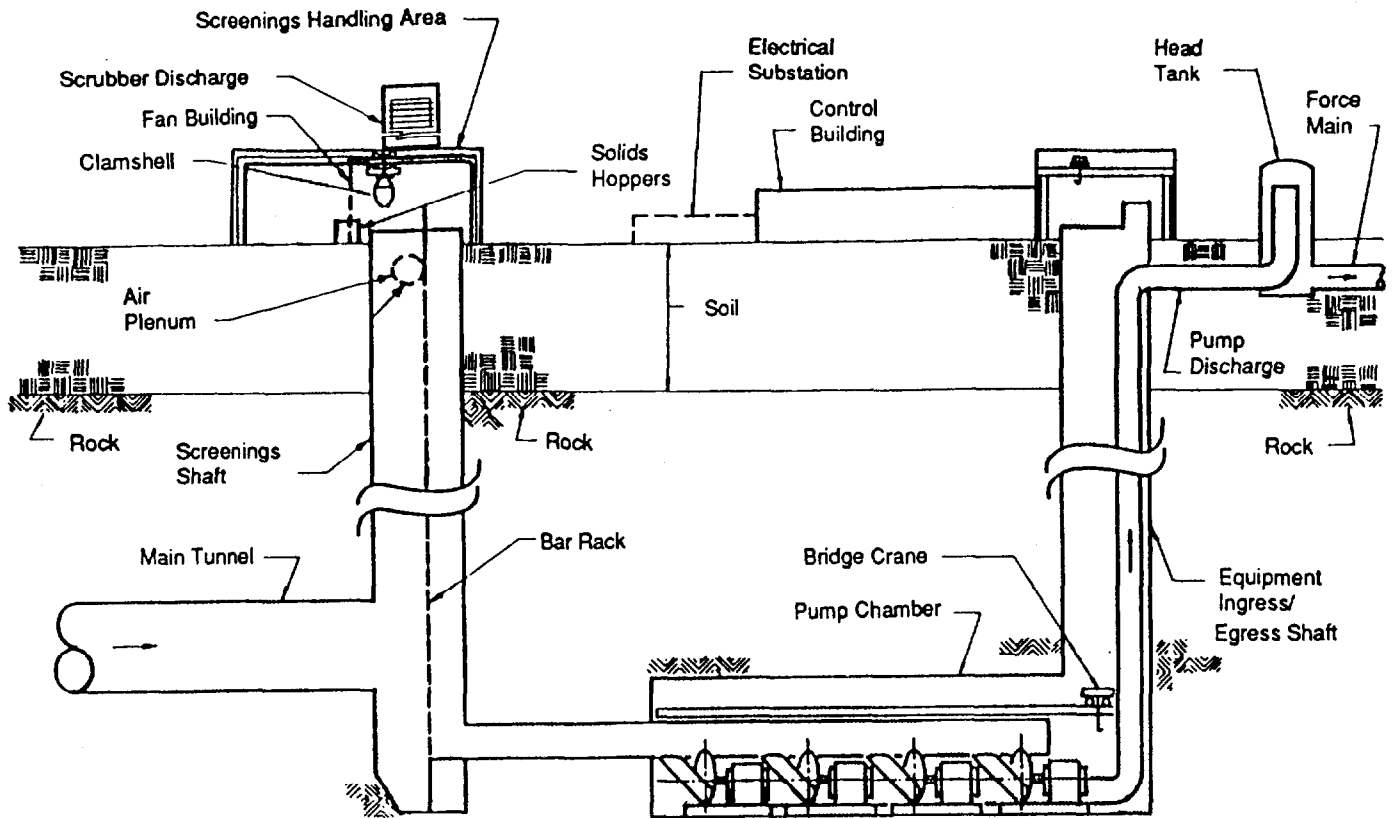 Screenings Handling Area
Scrubber Discharge
Fan Building
Clamshell
Solids
Hoppers
Electrical
Substation
Control
Building
Head
Tank
Force
Main
Air
Plenum
Soil
Pump
Discharge
Rock
Rock
Rock
Screenings
Shaft
Main Tunnel
Bar Rack
Bridge Crane
Pump Chamber
Equipment
Ingress/
Egress Shaft